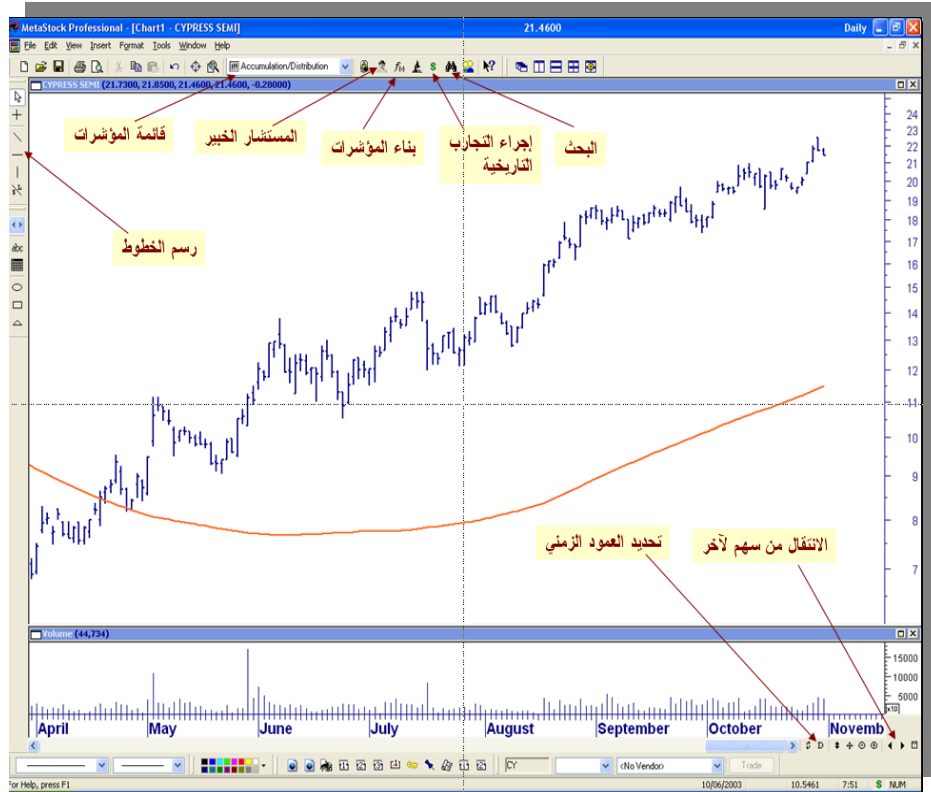 MetaStock Professional - [Chart1 - CYPRESS SEMI] 21.4600 Daily
File Edit View Insert Format Tools Window Help
Accumulation/Distribution
CYPRESS SEMI (21.7300, 21.8500, 21.4600, 21.4600, -0.28000)
قائمة المؤشرات
المستشار الخبير
بناء المؤشرات
إجراء التجارب
التاريخية
البحث
رسم الخطوط
abc
24
23
22
21
20
19
18
17
16
15
14
13
12
11
10
9
8
7
تحديد العمود الزمني
الانتقال من سهم لآخر
Volume (44,734)
15000
10000
5000
x10
April May June July August September October Novemb
D
CY <No Vendor> Trade
For Help, press F1 10/06/2003 10.5461 7:51 $ NUM